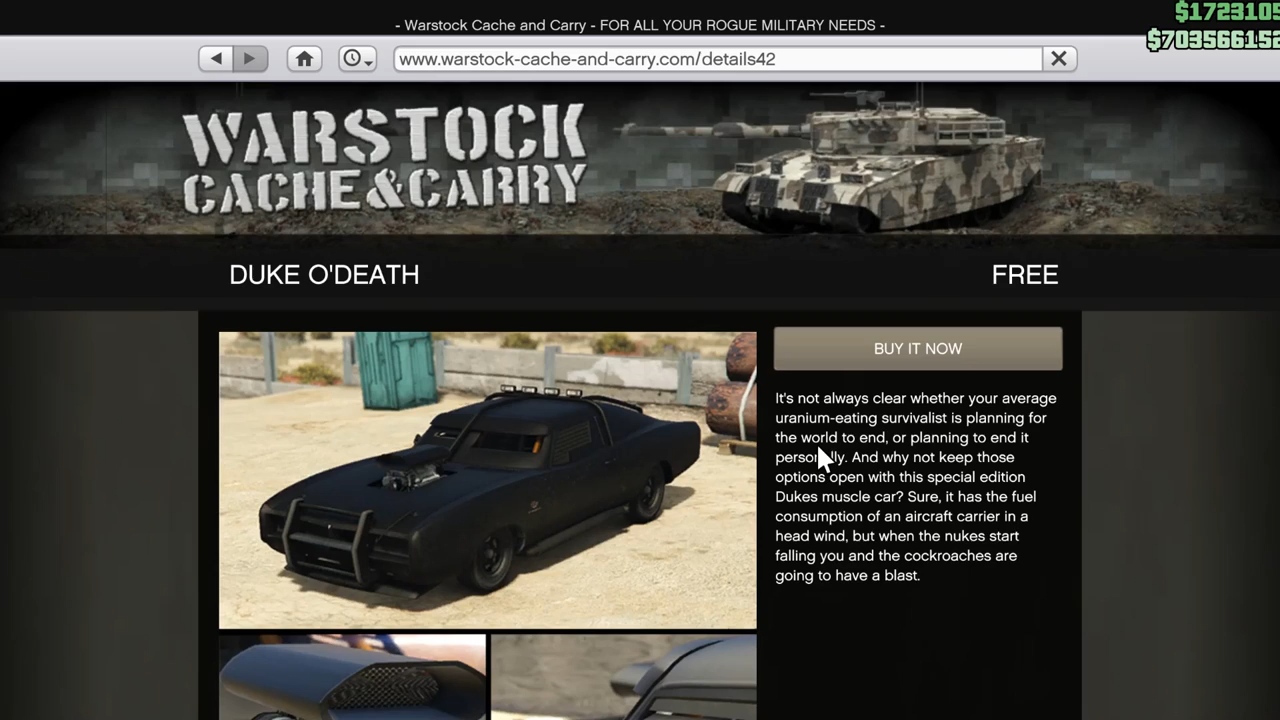 - Warstock Cache and Carry - FOR ALL YOUR ROGUE MILITARY NEEDS -
$1723105
$703566152
www.warstock-cache-and-carry.com/details42
WARSTOCK
CACHE&CARRY
DUKE O'DEATH
FREE
BUY IT NOW
It's not always clear whether your average
uranium-eating survivalist is planning for
the world to end, or planning to end it
personally. And why not keep those
options open with this special edition
Dukes muscle car? Sure, it has the fuel
consumption of an aircraft carrier in a
head wind, but when the nukes start
falling you and the cockroaches are
going to have a blast.